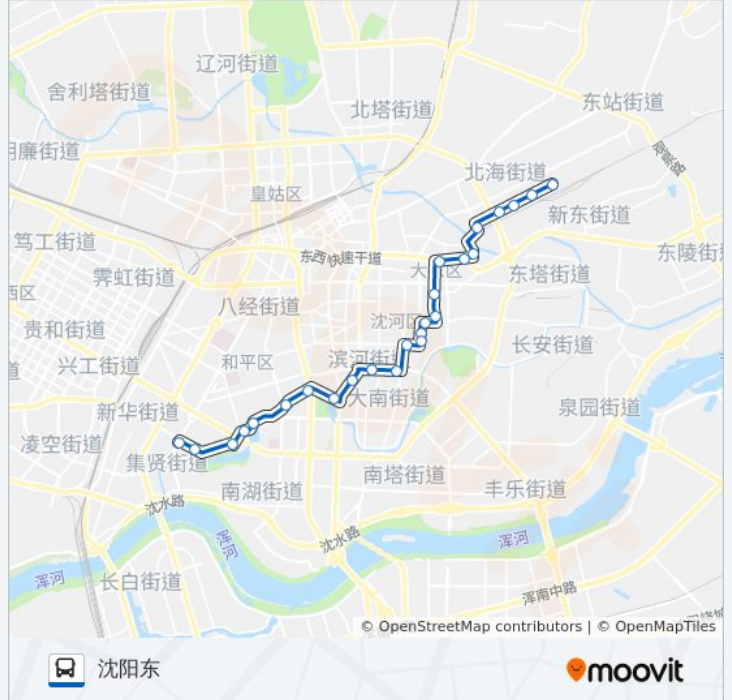 辽河街道
舍利塔街道
东站街道
北塔街道
明廉街道
北海街道
皇姑区
新东街道
笃工街道
东西快速干道
东陵街
霁虹街道
东塔街道
西区
八经街道
沈河区
贵和街道
长安街道
滨河街道
和平区
兴工街道
大南街道
新华街道
泉园街道
凌空街道
集贤街道
南塔街道
南湖街道
丰乐街道
沈水路
沈水路
浑河
浑河
浑河
长白街道
浑南中路
© OpenStreetMap contributors | © OpenMapTiles
沈阳东
moovit